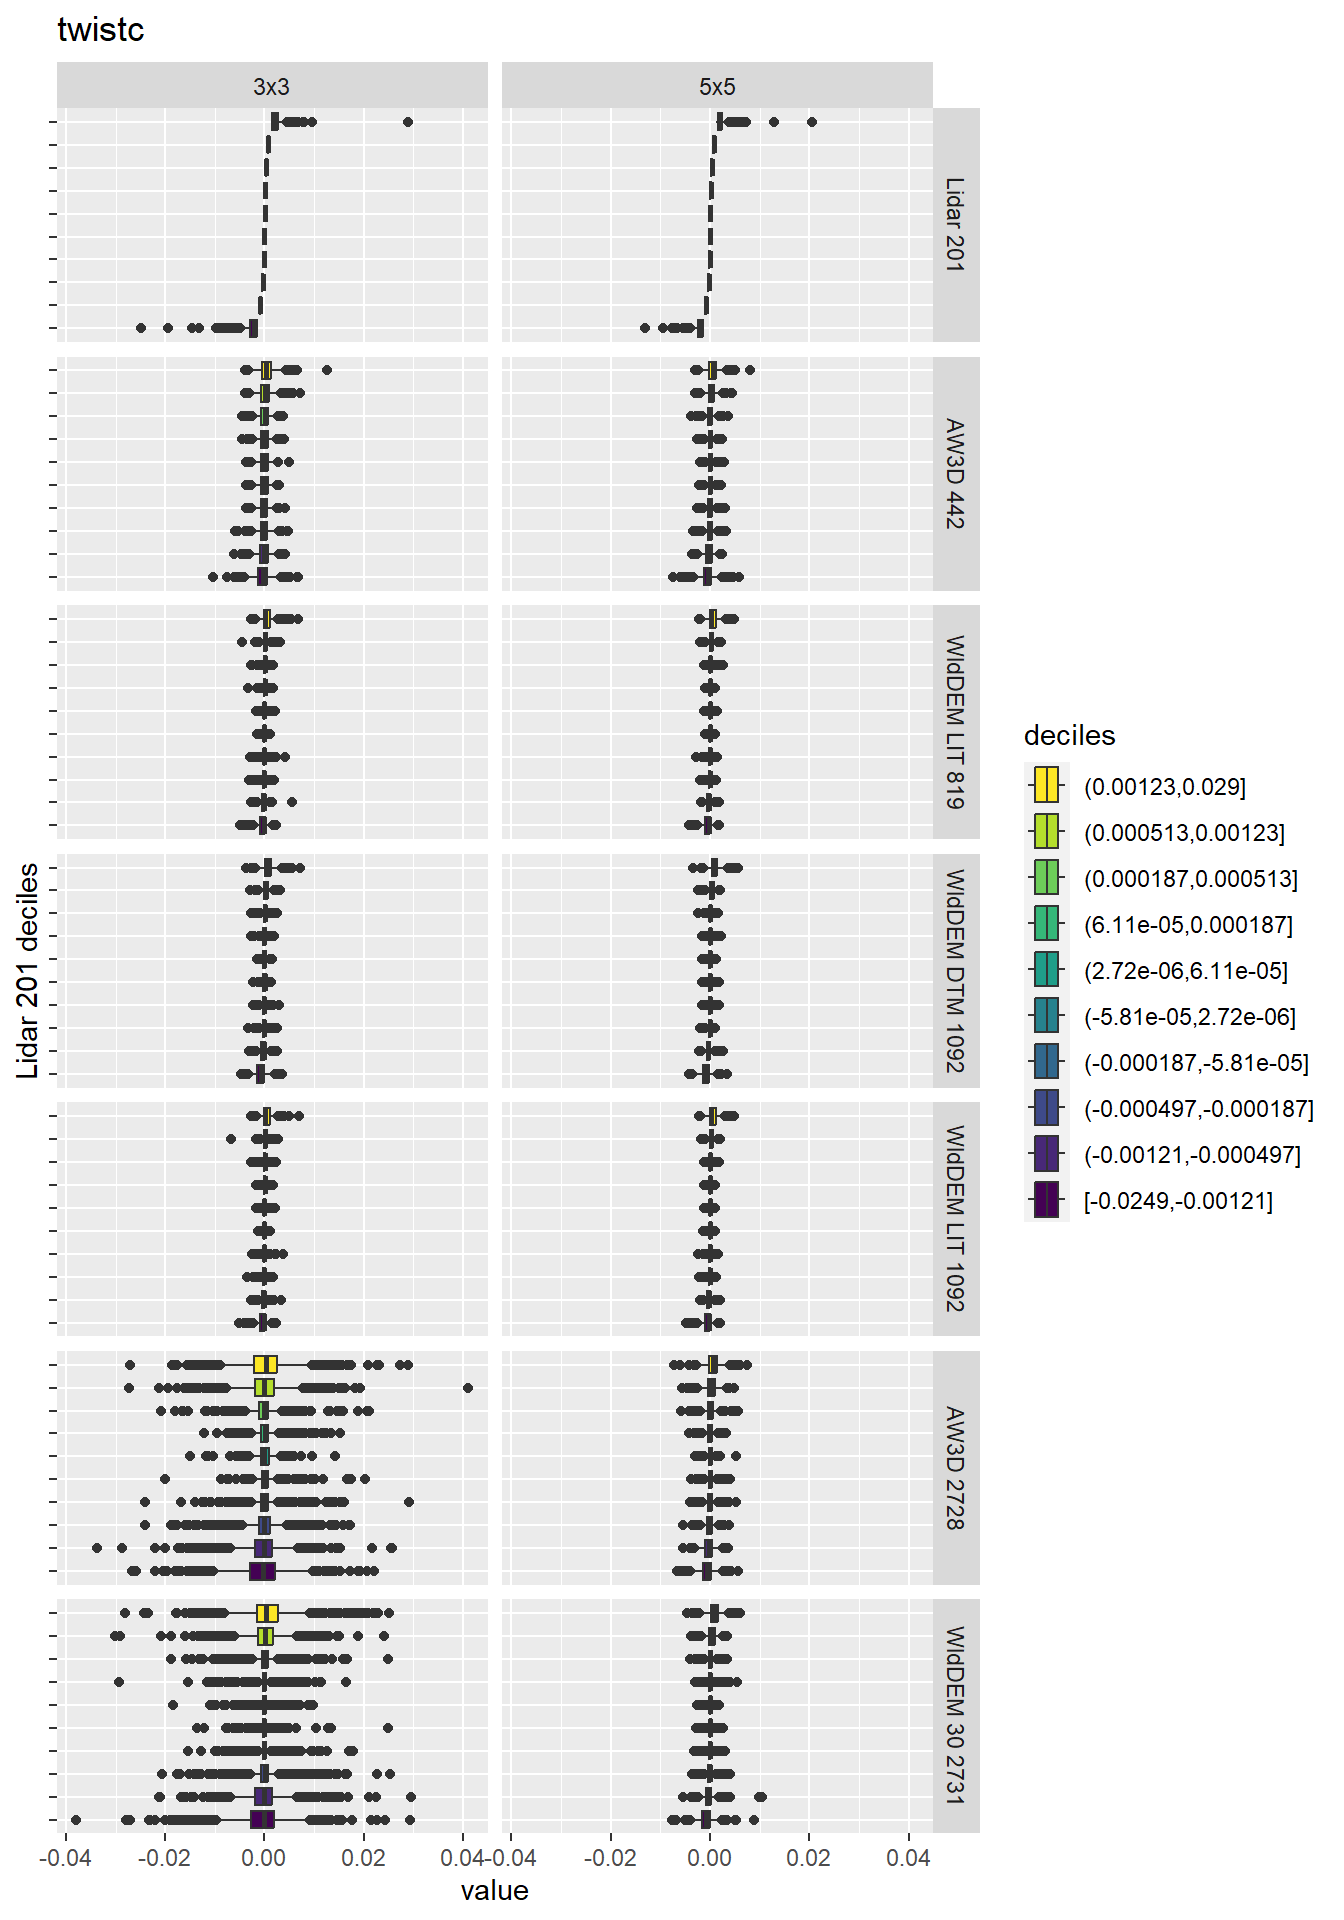 twistc
3x3
5x5
Lidar 201
AW3D 442
WldDEM LIT 819
WldDEM DTM 1092
WldDEM LIT 1092
AW3D 2728
WldDEM 30 2731
Lidar 201 deciles
deciles
(0.00123,0.029]
(0.000513,0.00123]
(0.000187,0.000513]
(6.11e-05,0.000187]
(2.72e-06,6.11e-05]
(-5.81e-05,2.72e-06]
(-0.000187,-5.81e-05]
(-0.000497,-0.000187]
(-0.00121,-0.000497]
[-0.0249,-0.00121]
-0.04 -0.02 0.00 0.02 0.04 -0.04 -0.02 0.00 0.02 0.04
value